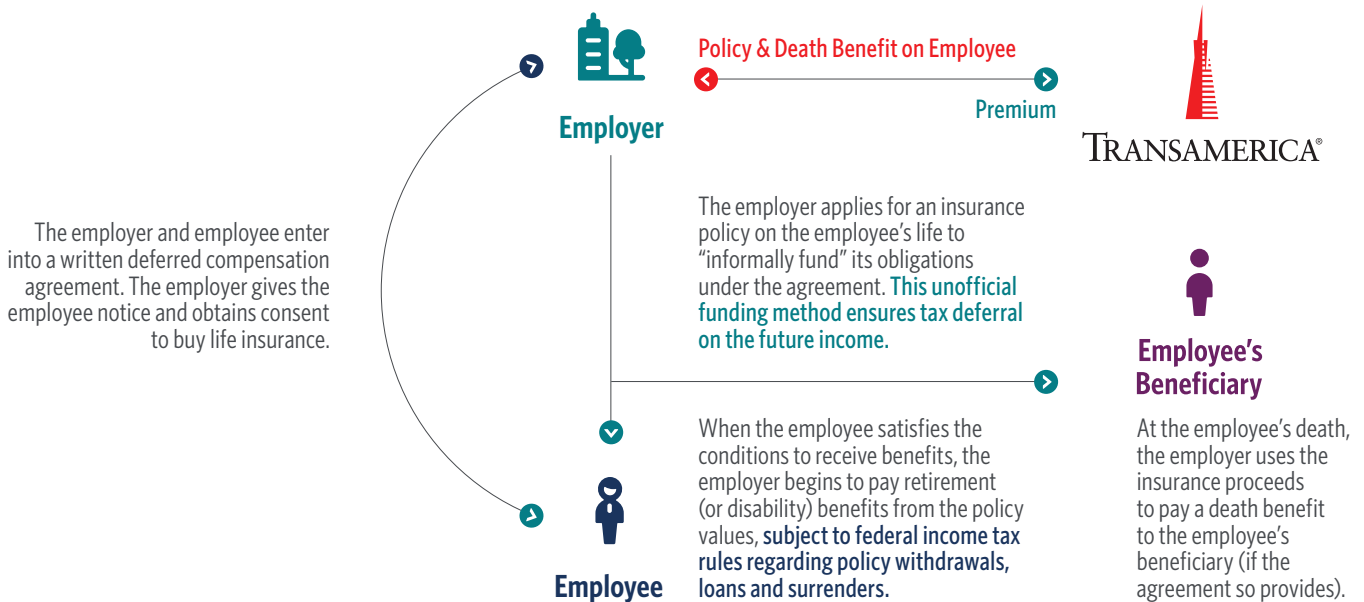 Policy & Death Benefit on Employee
Premium
Employer
TRANSAMERICA®
The employer and employee enter
into a written deferred compensation
agreement. The employer gives the
employee notice and obtains consent
to buy life insurance.
The employer applies for an insurance
policy on the employee’s life to
“informally fund” its obligations
under the agreement. This unofficial
funding method ensures tax deferral
on the future income.
Employee’s
Beneficiary
When the employee satisfies the
conditions to receive benefits, the
employer begins to pay retirement
(or disability) benefits from the policy
values, subject to federal income tax
rules regarding policy withdrawals,
loans and surrenders.
At the employee’s death,
the employer uses the
insurance proceeds
to pay a death benefit
to the employee’s
beneficiary (if the
agreement so provides).
Employee